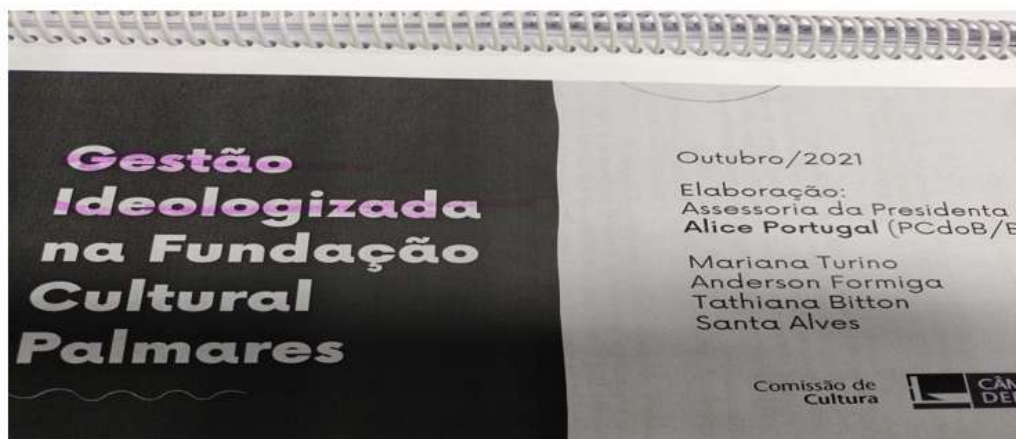 Gestão
Ideologizada
na Fundação
Cultural
Palmares
Outubro/2021
Elaboração:
Assessoria da Presidenta
Alice Portugal (PCdoB/
Mariana Turino
Anderson Formiga
Tathiana Bitton
Santa Alves
Comissão de
Cultura